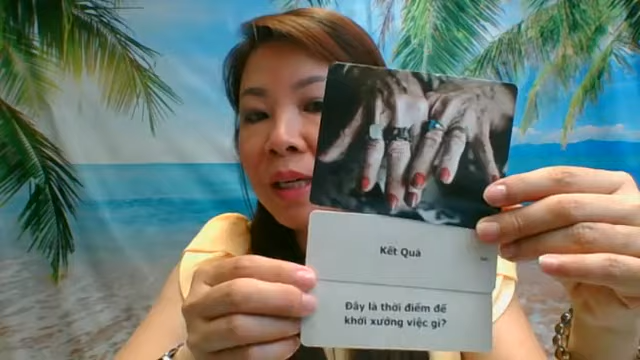 Kết Quả
Đây là thời điểm để
khởi xướng việc gì?